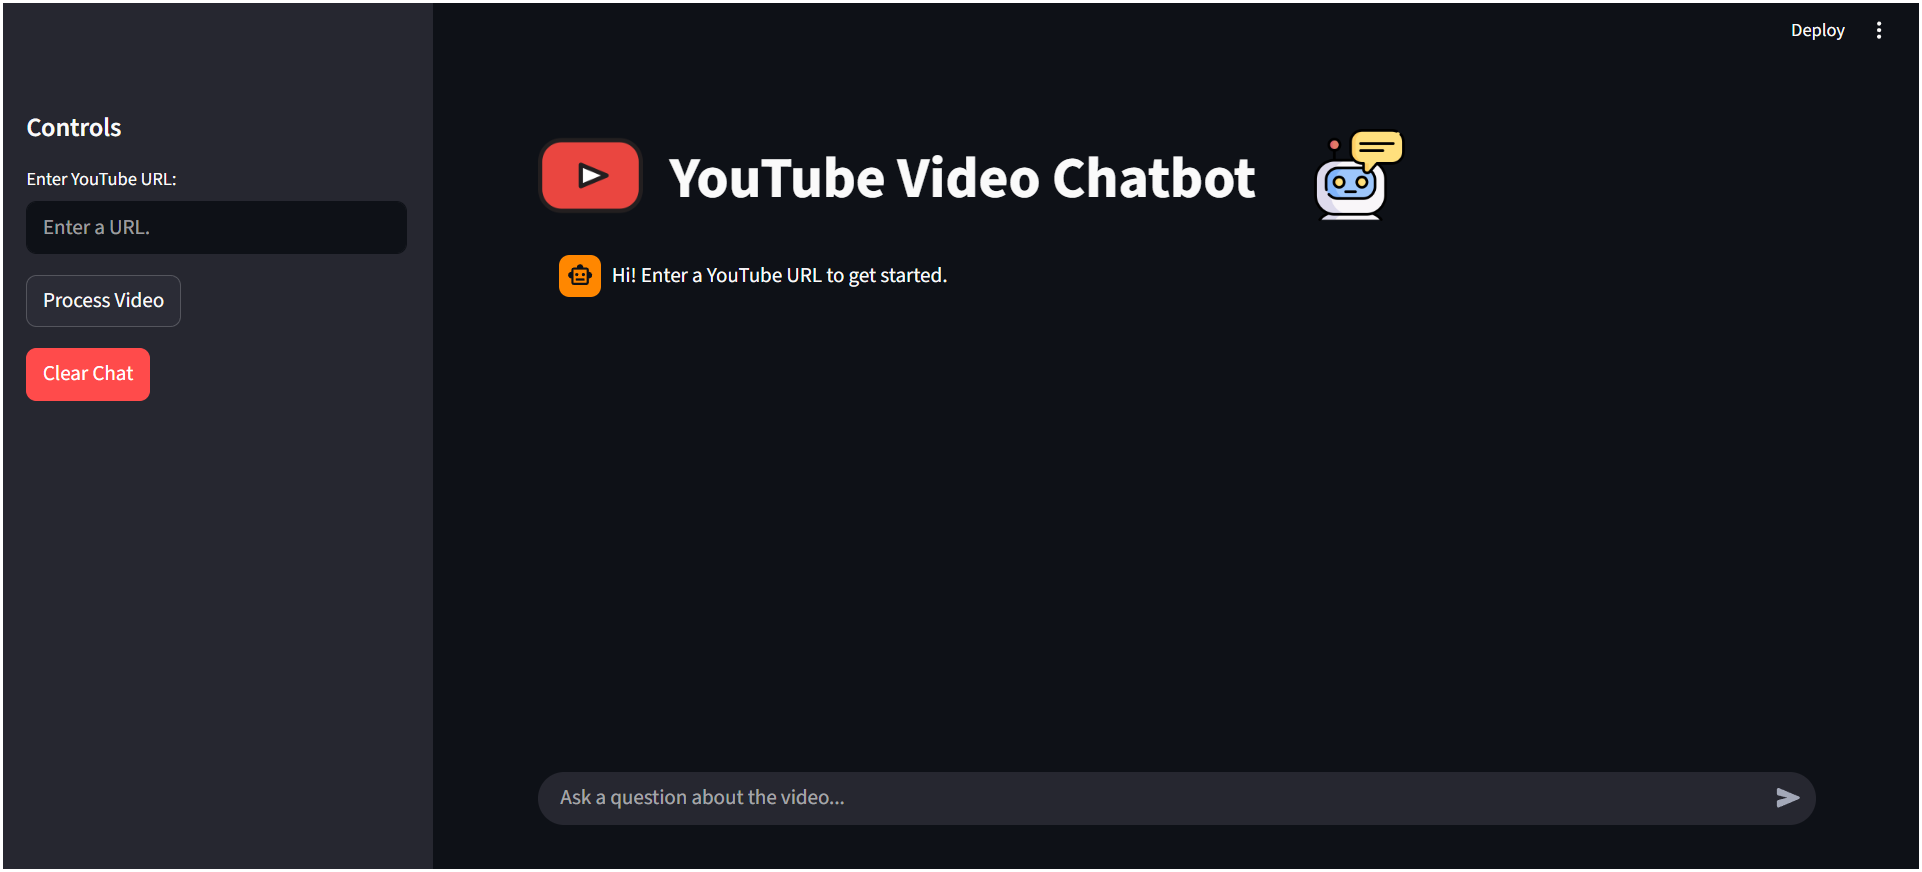 Deploy
Controls
Enter YouTube URL:
Enter a URL.
Process Video
Clear Chat
YouTube Video Chatbot
Hi! Enter a YouTube URL to get started.
Ask a question about the video...